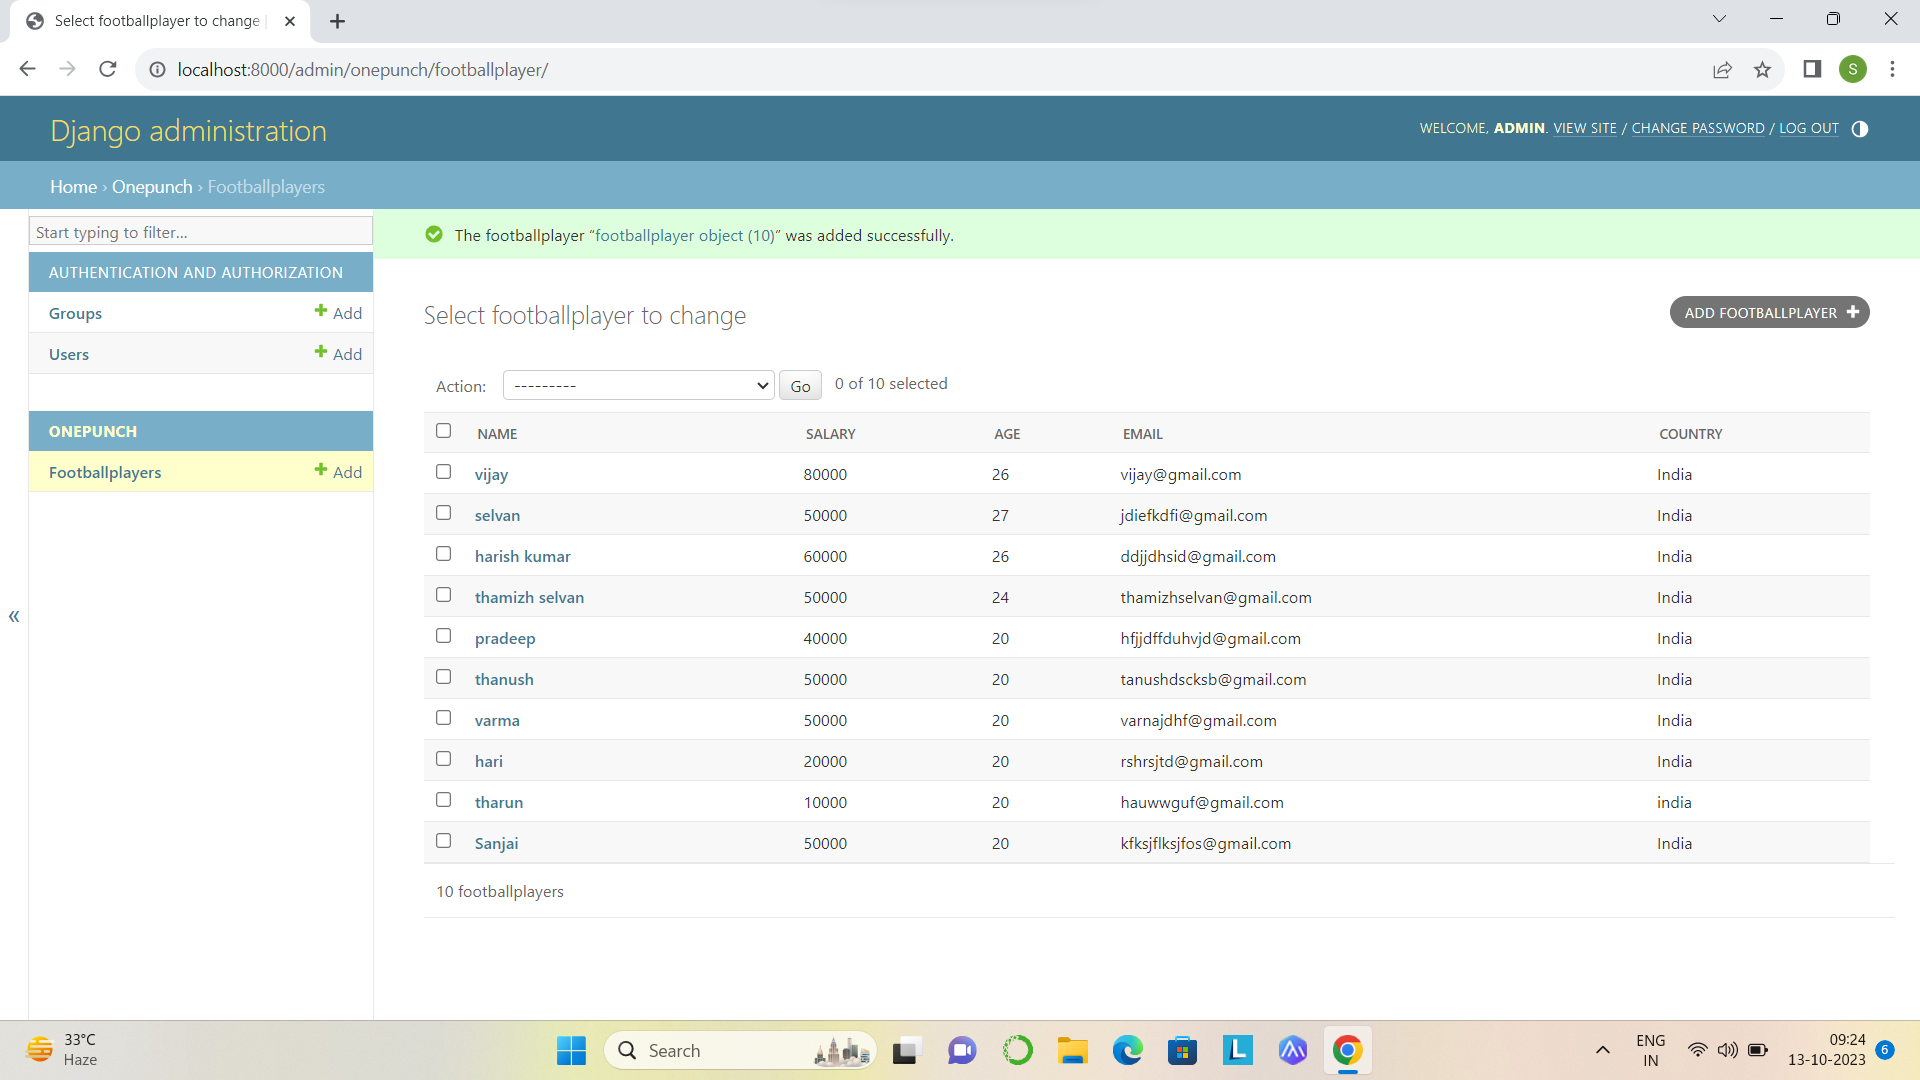 Select footballplayer to change
localhost:8000/admin/onepunch/footballplayer/
S
Django administration
WELCOME, ADMIN. VIEW SITE / CHANGE PASSWORD / LOG OUT
Home › Onepunch › Footballplayers
Start typing to filter...
The footballplayer “footballplayer object (10)” was added successfully.
AUTHENTICATION AND AUTHORIZATION
Groups Add
Users Add
ONEPUNCH
Footballplayers Add
«
Select footballplayer to change
ADD FOOTBALLPLAYER
Action: --------- Go 0 of 10 selected
NAME SALARY AGE EMAIL COUNTRY
vijay 80000 26 vijay@gmail.com India
selvan 50000 27 jdiefkdfi@gmail.com India
harish kumar 60000 26 ddjjdhsid@gmail.com India
thamizh selvan 50000 24 thamizhselvan@gmail.com India
pradeep 40000 20 hfjjdffduhvjd@gmail.com India
thanush 50000 20 tanushdscksb@gmail.com India
varma 50000 20 varnajdhf@gmail.com India
hari 20000 20 rshrsjtd@gmail.com India
tharun 10000 20 hauwwguf@gmail.com india
Sanjai 50000 20 kfksjflksjfos@gmail.com India
10 footballplayers
33°C
Haze
Search
L
ENG
IN
09:24
13-10-2023
6